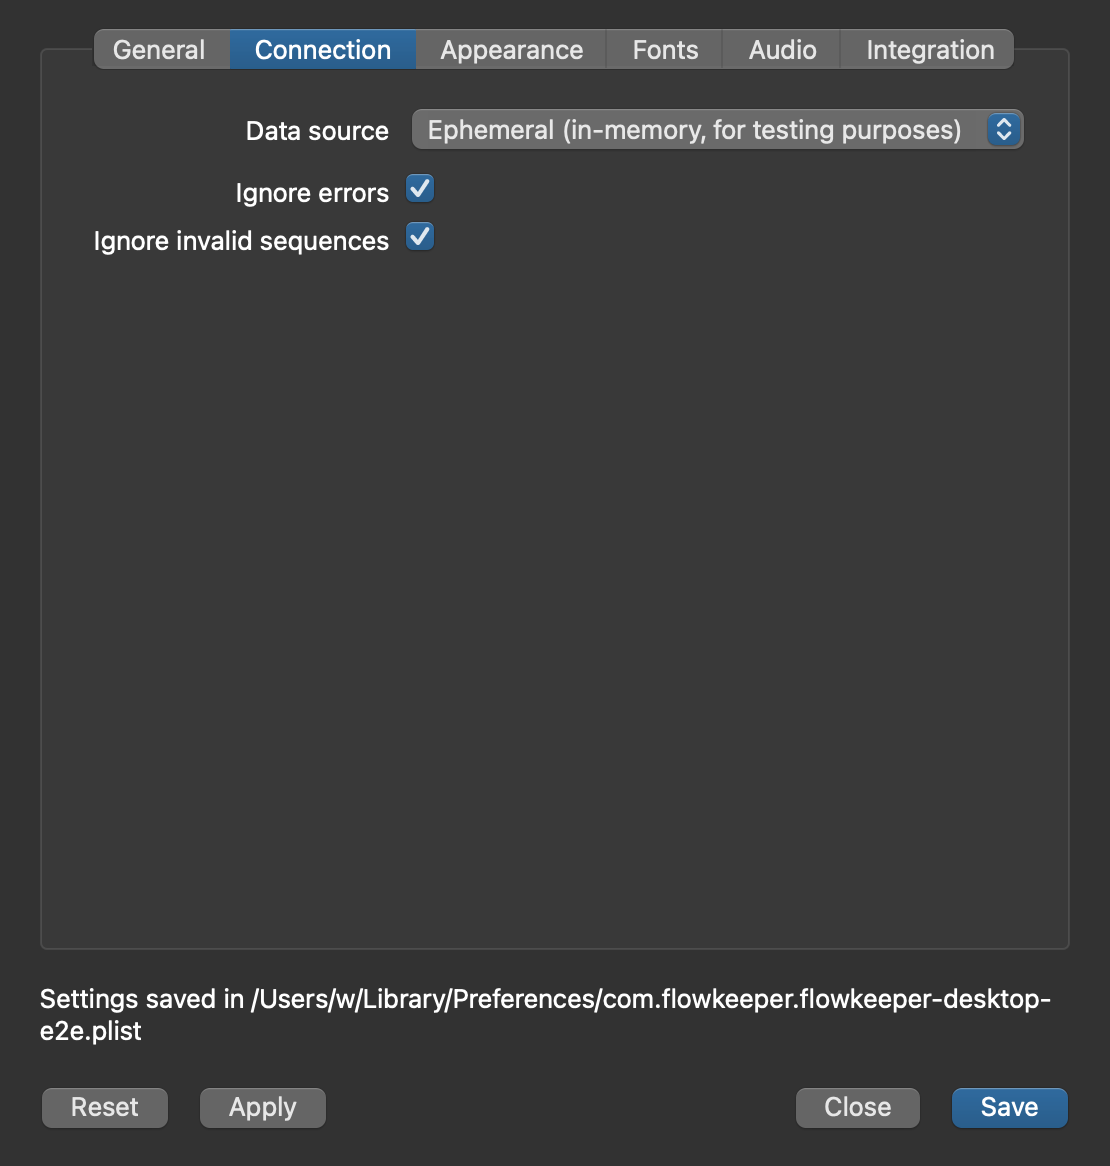 General Connection Appearance Fonts Audio Integration
Data source Ephemeral (in-memory, for testing purposes)
Ignore errors
Ignore invalid sequences
Settings saved in /Users/w/Library/Preferences/com.flowkeeper.flowkeeper-desktop-
e2e.plist
Reset Apply Close Save